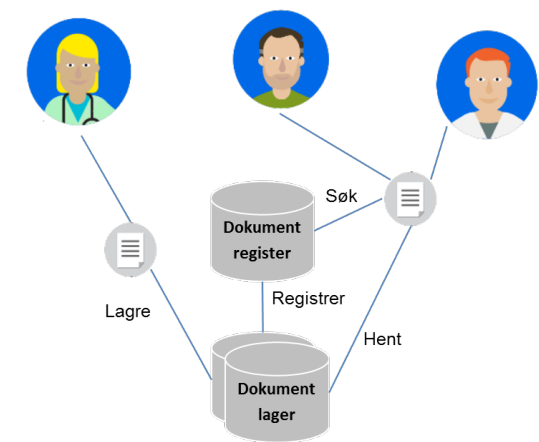 Søk
Dokument
register
Registrer
Lagre
Hent
Dokument
lager